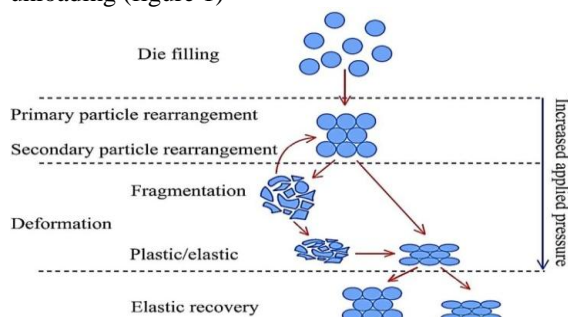 unloading (figure 1)
Die filling
Primary particle rearrangement
Secondary particle rearrangement
Fragmentation
Deformation
Plastic/elastic
Elastic recovery
Increased applied pressure